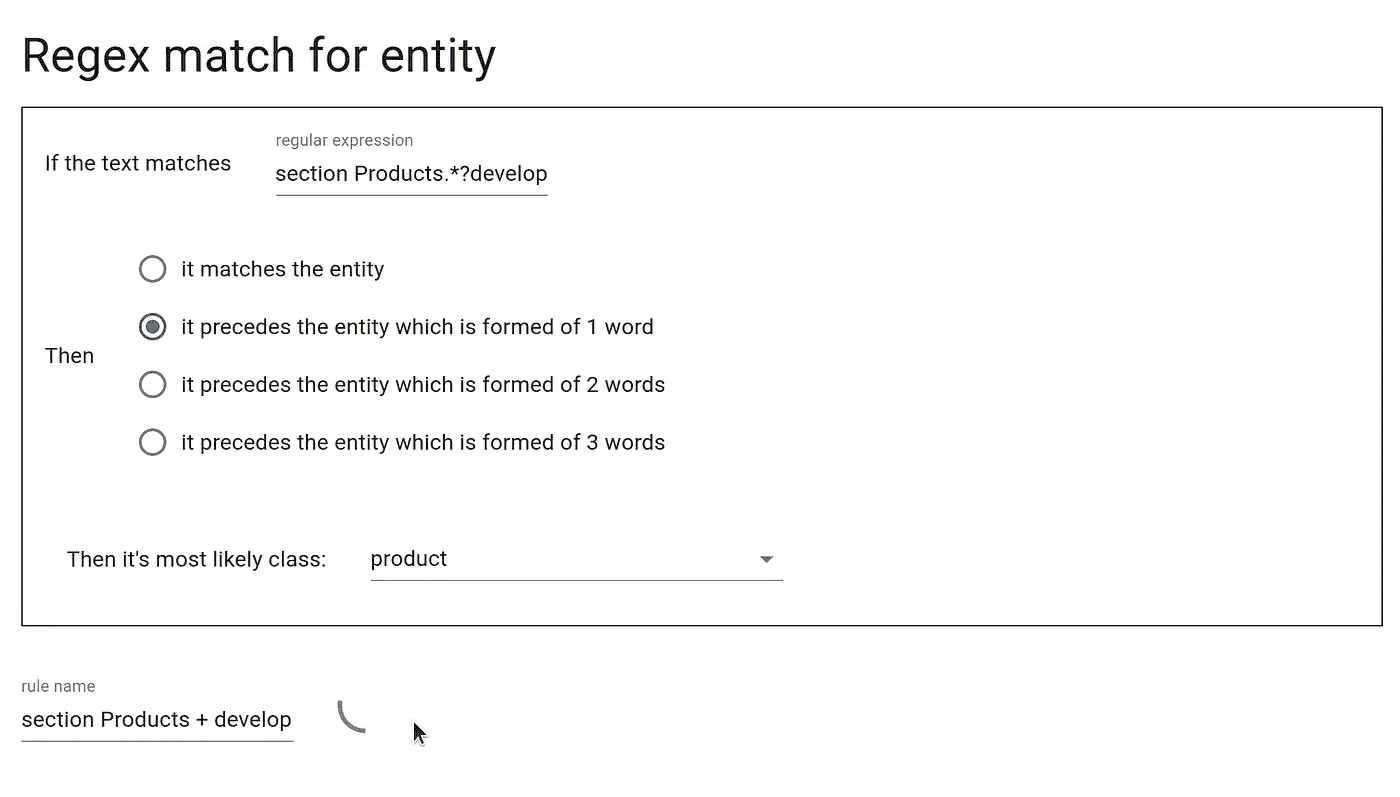 Regex match for entity
regular expression
If the text matches
section Products.*?develop
it matches the entity
it precedes the entity which is formed of 1 word
Then
it precedes the entity which is formed of 2 words
it precedes the entity which is formed of 3 words
Then it's most likely class:
product
rule name
section Products + develop